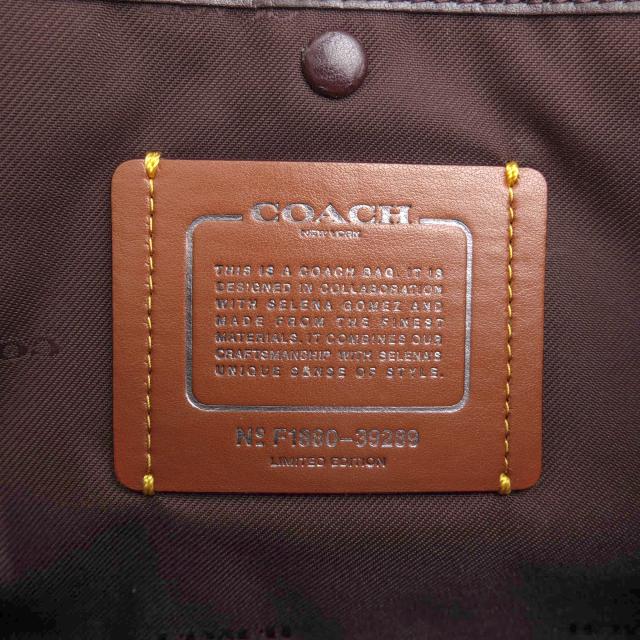 COACH
NEW YORK
THIS IS A COACH BAG. IT IS
DESIGNED IN COLLABORATION
WITH SELENA GOMEZ AND
MADE FROM THE FINEST
MATERIALS. IT COMBINES OUR
CRAFTSMANSHIP WITH SELENA'S
UNIQUE SENSE OF STYLE.
Nº F1860-39289
LIMITED EDITION